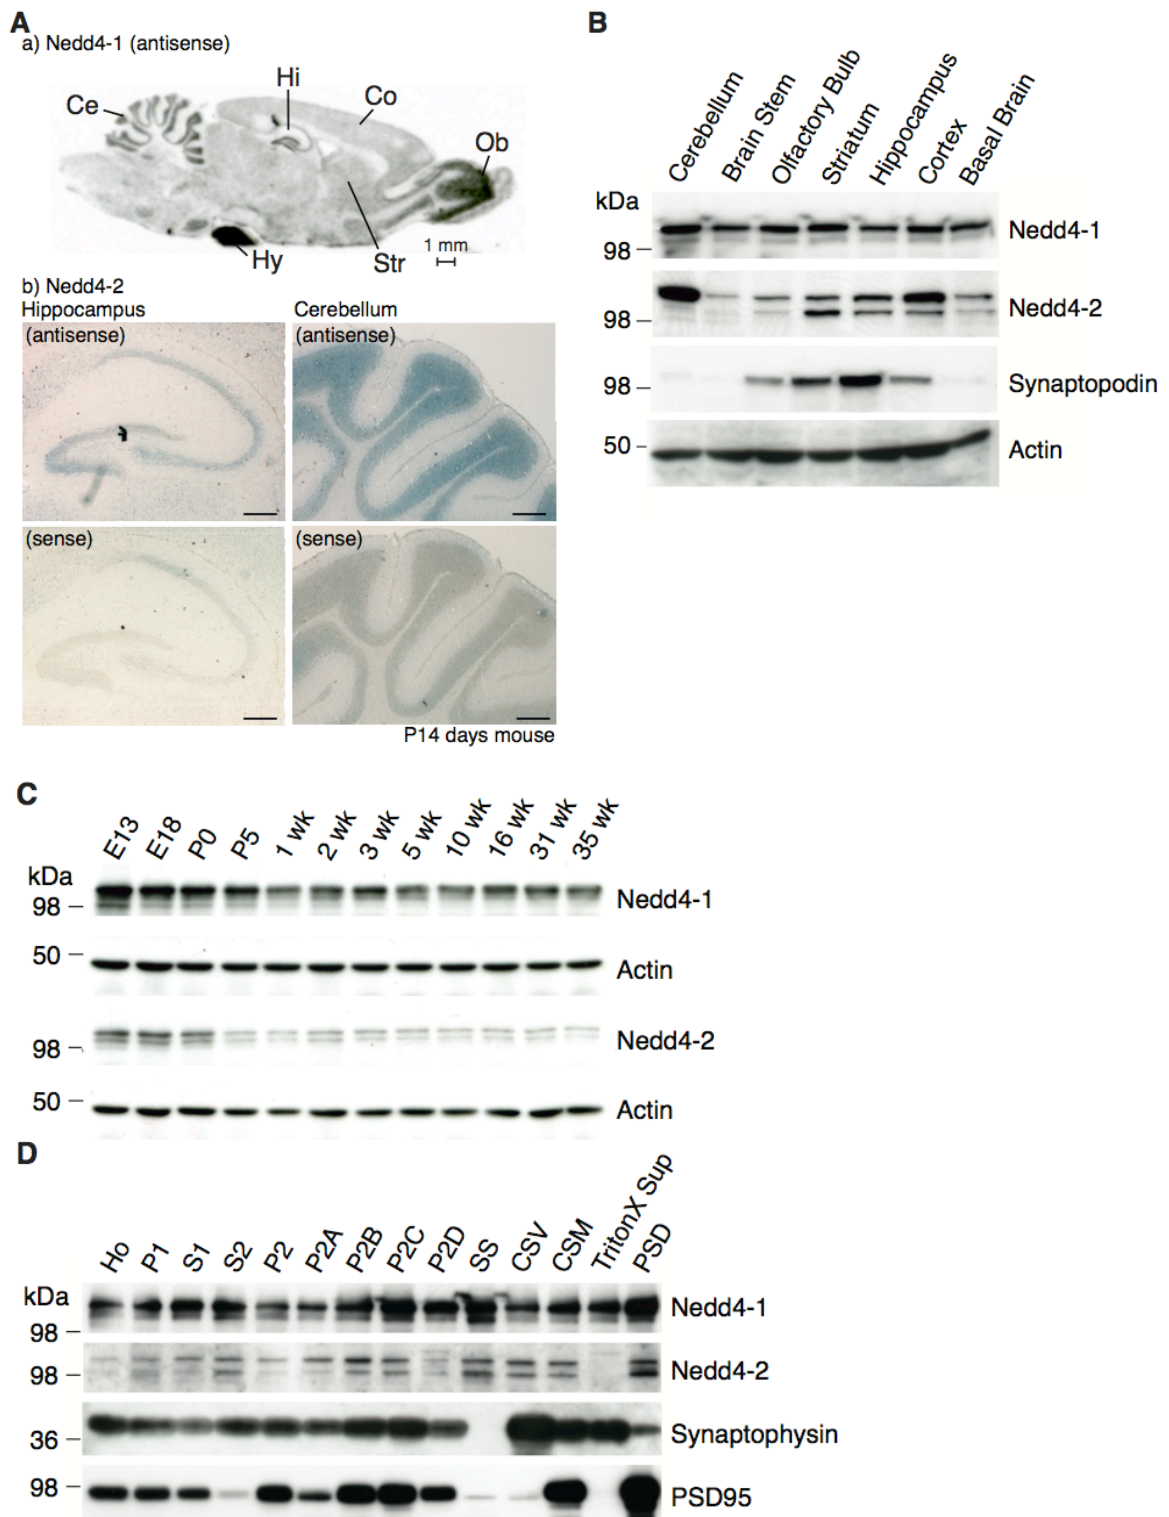 A
a) Nedd4-1 (antisense)
Hi
Ce
Co
Ob
1 mm
Hy
Str
b) Nedd4-2
Hippocampus
Cerebellum
(antisense)
(antisense)
(sense)
(sense)
P14 days mouse
B
Cerebellum
Brain Stem
Olfactory Bulb
Striatum
Hippocampus
Cortex
Basal Brain
kDa
98
Nedd4-1
98
Nedd4-2
98
Synaptopodin
50
Actin
C
E13
E18
P0
P5
1 wk
2 wk
3 wk
5 wk
10 wk
16 wk
31 wk
35 wk
kDa
98
Nedd4-1
50
Actin
98
Nedd4-2
50
Actin
D
Ho
P1
S1
S2
P2
P2A
P2B
P2C
P2D
SS
CSV
CSM
TritonX Sup
PSD
kDa
98
Nedd4-1
98
Nedd4-2
36
Synaptophysin
98
PSD95